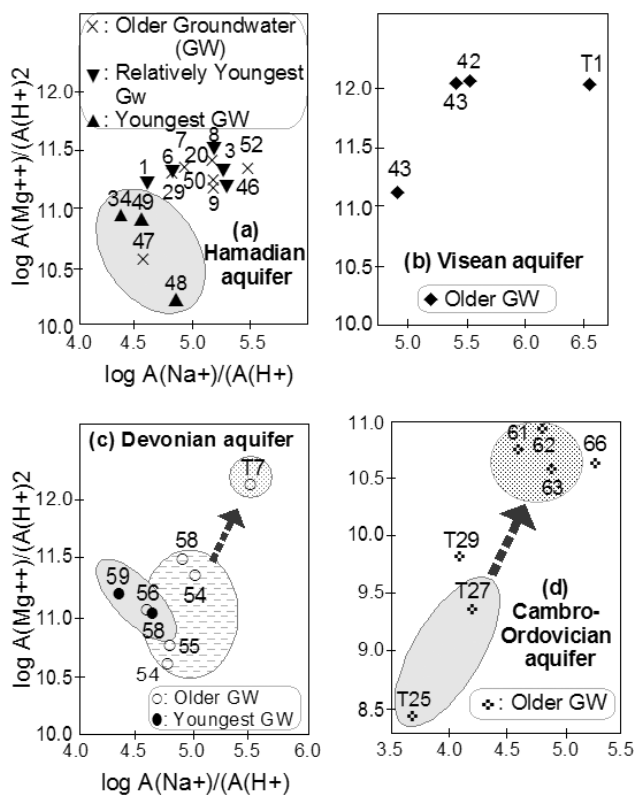 × : Older Groundwater
(GW)
▼: Relatively Youngest
Gw
▲: Youngest GW
log A(Mg++)/(A(H+)2
12.0
11.5
11.0
10.5
10.0
4.0 4.5 5.0 5.5 6.0
log A(Na+)/(A(H+)
7 8
1 6 20 3 52
29 50 46
9
34 49
47
48
(a)
Hamadian
aquifer
12.0
11.5
11.0
10.5
10.0
5.0 5.5 6.0 6.5
42 T1
43
43
(b) Visean aquifer
◆ Older GW
(c) Devonian aquifer
log A(Mg++)/(A(H+)2
12.0
11.5
11.0
10.5
10.0
4.0 4.5 5.0 5.5 6.0
log A(Na+)/(A(H+)
T7
58
59 56 54
58 55
54
○: Older GW
●: Youngest GW
11.0
10.5
10.0
9.5
9.0
8.5
3.5 4.0 4.5 5.0 5.5
61 62 66
63
T29
T27
T25
(d)
Cambro-
Ordovician
aquifer
: Older GW